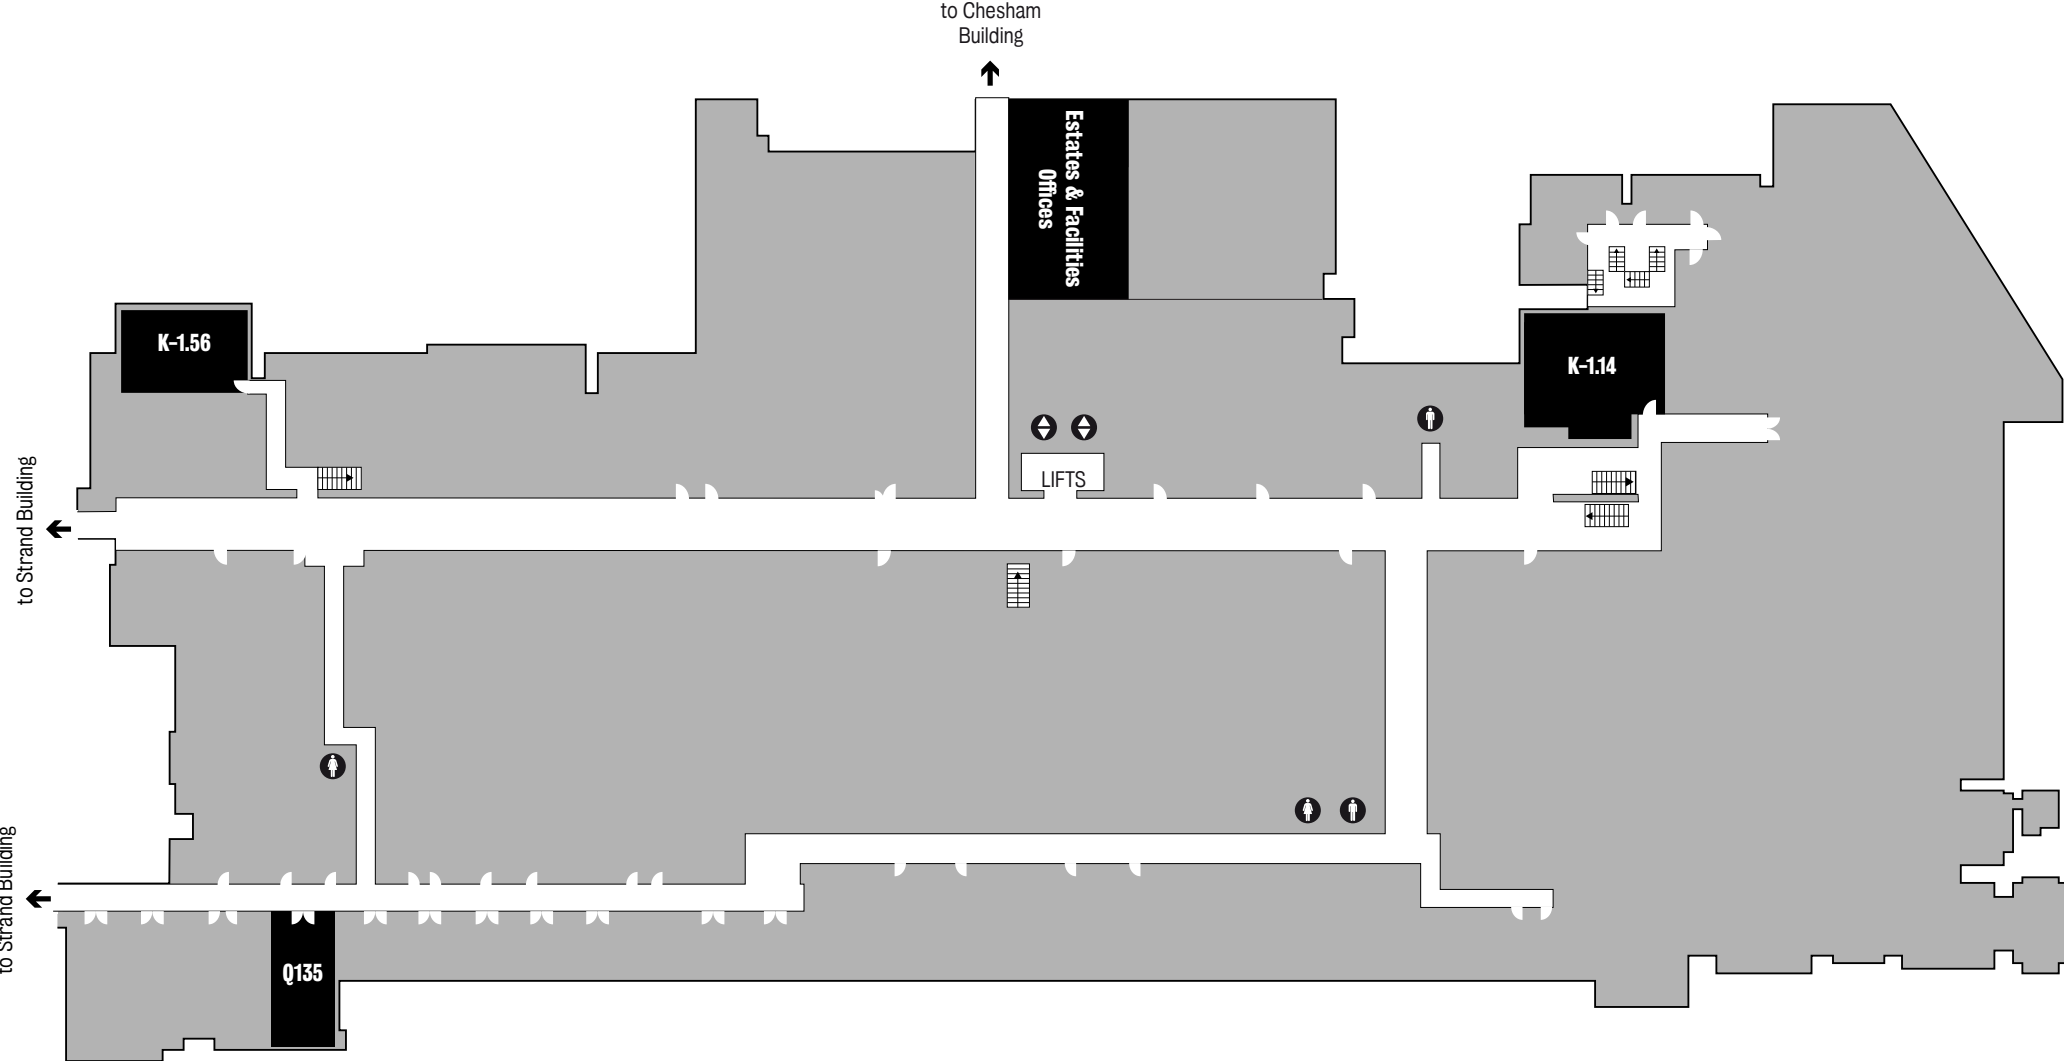 to Chesham
Building
Estates & Facilities
Offices
K-1.56
K-1.14
LIFTS
to Strand Building
to Strand Building
Q135